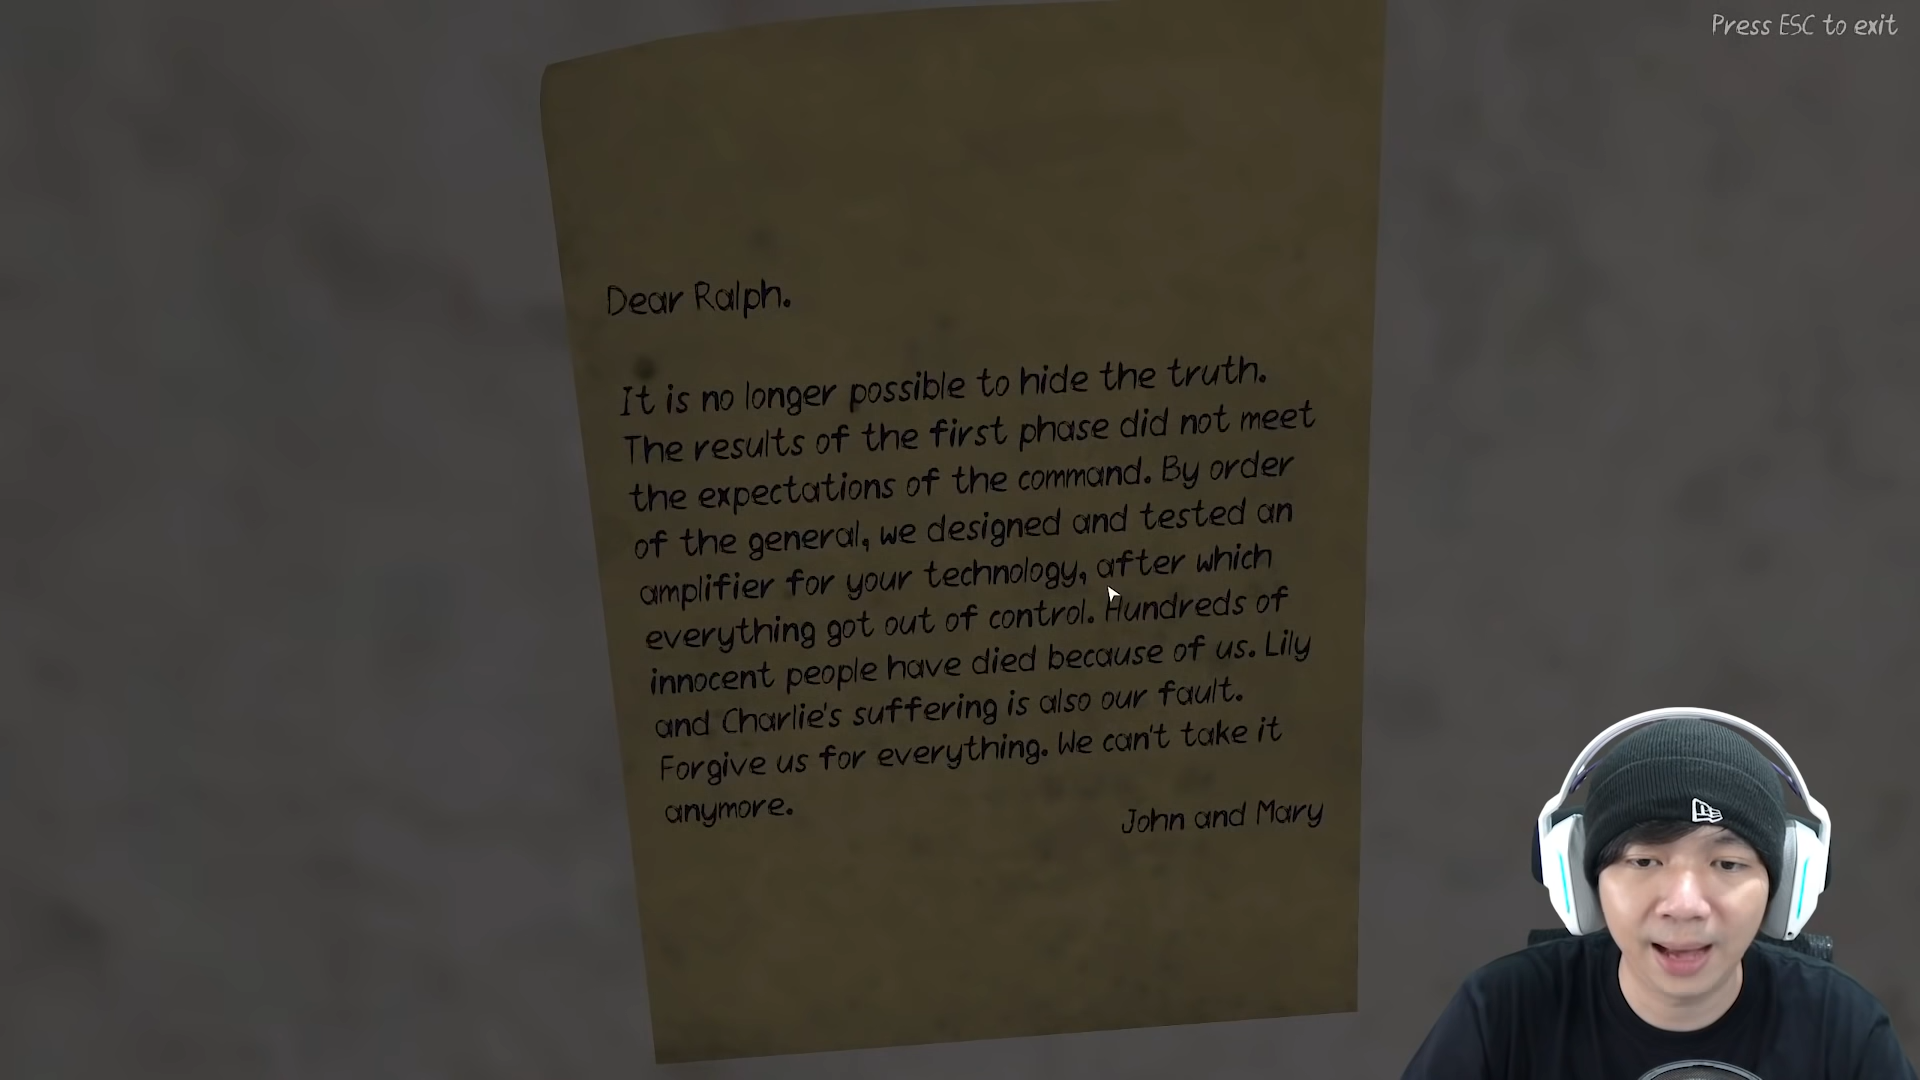 Press ESC to exit
Dear Ralph.
It is no longer possible to hide the truth.
The results of the first phase did not meet
the expectations of the command. By order
of the general, we designed and tested an
amplifier for your technology, after which
everything got out of control. Hundreds of
innocent people have died because of us. Lily
and Charlie's suffering is also our fault.
Forgive us for everything. We can't take it
anymore.
John and Mary